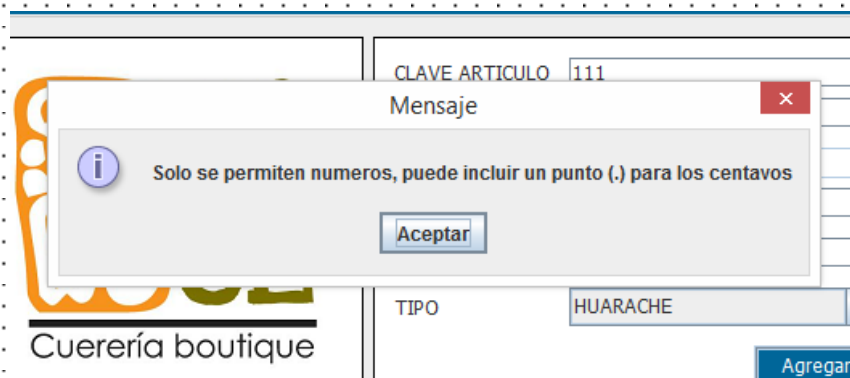 CLAVE ARTICULO 111
Mensaje
Solo se permiten numeros, puede incluir un punto (.) para los centavos
Aceptar
TIPO HUARACHE
Cuerería boutique
Agregar